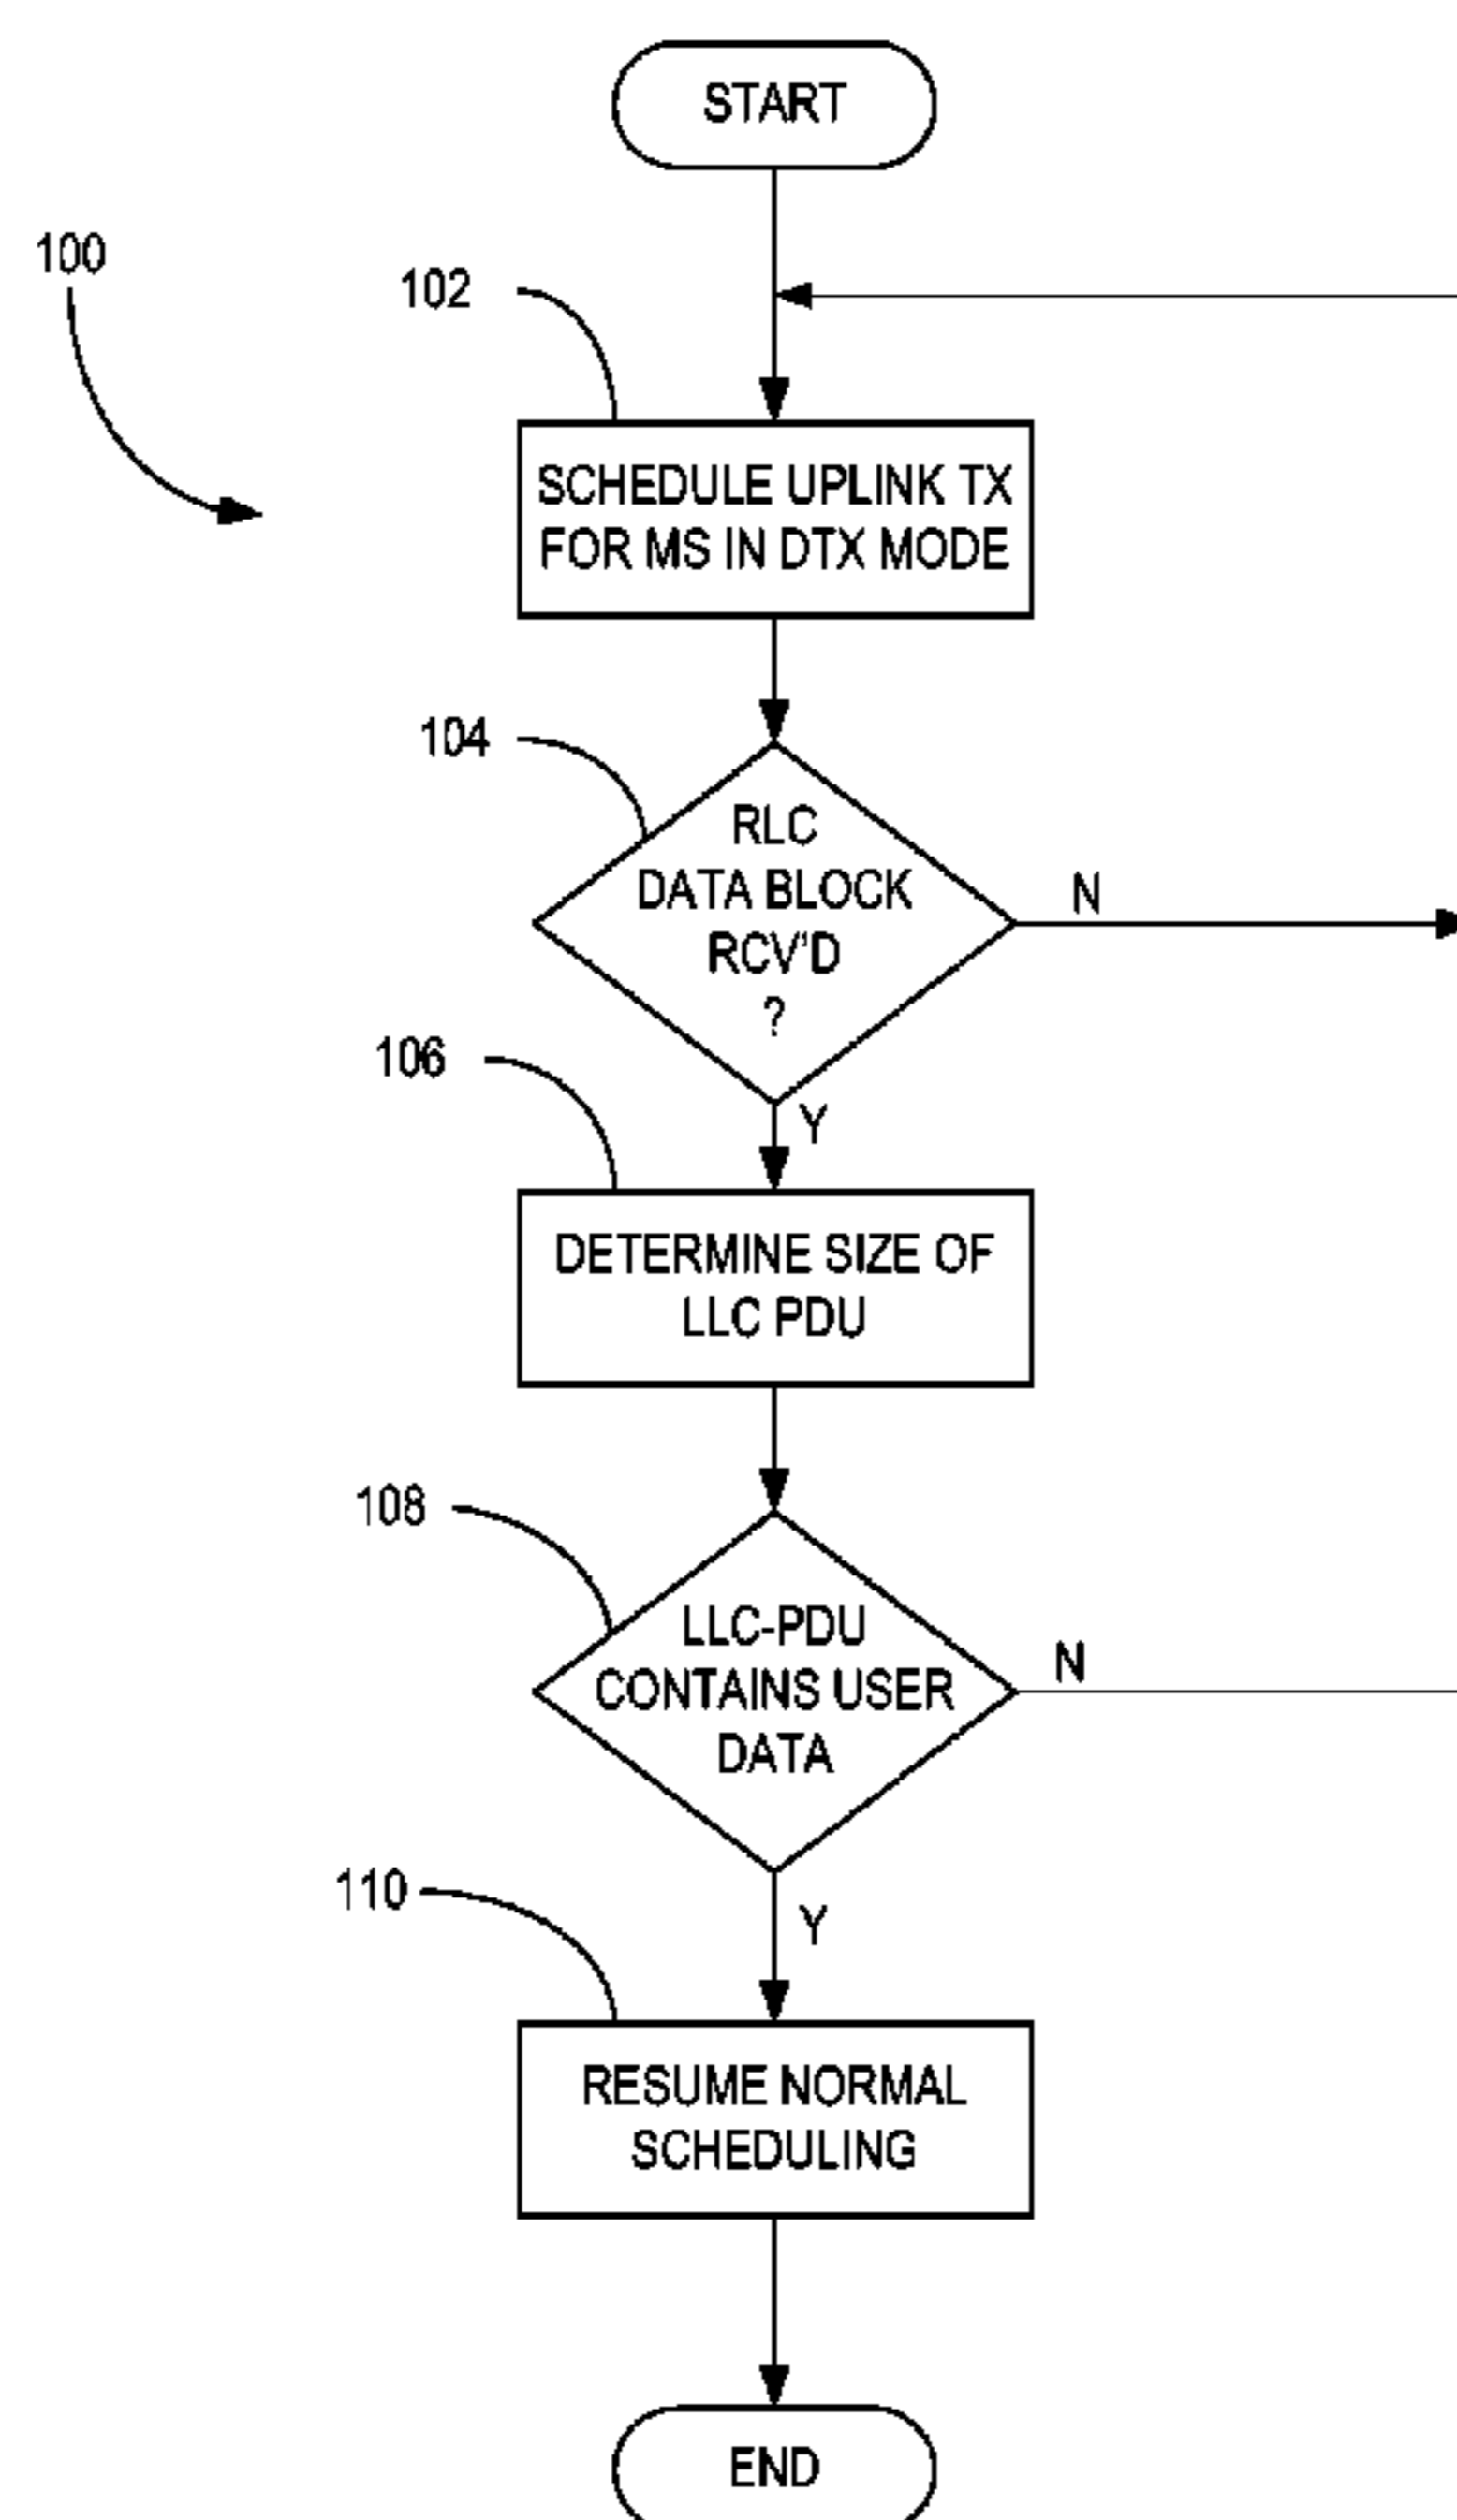 START
100
102
SCHEDULE UPLINK TX
FOR MS IN DTX MODE
104
RLC
DATA BLOCK
RCV'D
?
N
106
Y
DETERMINE SIZE OF
LLC PDU
108
LLC-PDU
CONTAINS USER
DATA
N
110
Y
RESUME NORMAL
SCHEDULING
END